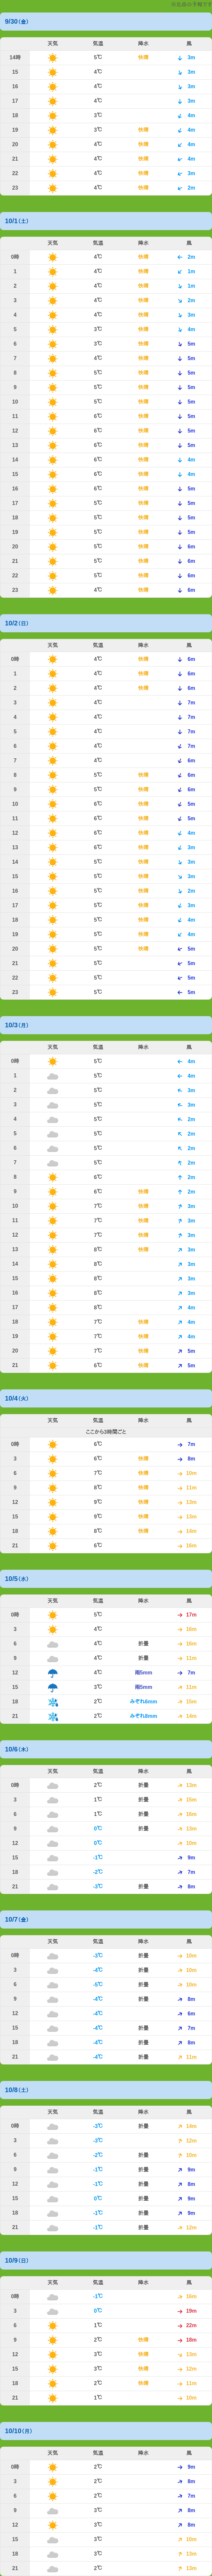 9/30(金)
天気 気温 降水 風
14時 5℃ 快晴 3m
15 4℃ 3m
16 4℃ 3m
17 4℃ 3m
18 3℃ 4m
19 3℃ 快晴 4m
20 4℃ 快晴 4m
21 4℃ 快晴 4m
22 4℃ 快晴 3m
23 4℃ 快晴 2m
10/1(土)
天気 気温 降水 風
0時 4℃ 快晴 2m
1 4℃ 快晴 1m
2 4℃ 快晴 1m
3 4℃ 快晴 2m
4 3℃ 快晴 3m
5 3℃ 快晴 4m
6 3℃ 快晴 5m
7 4℃ 快晴 5m
8 5℃ 快晴 5m
9 5℃ 快晴 5m
10 5℃ 快晴 5m
11 6℃ 快晴 5m
12 6℃ 快晴 5m
13 6℃ 快晴 5m
14 6℃ 快晴 4m
15 6℃ 快晴 4m
16 6℃ 快晴 5m
17 5℃ 快晴 5m
18 5℃ 快晴 5m
19 5℃ 快晴 5m
20 5℃ 快晴 6m
21 5℃ 快晴 6m
22 5℃ 快晴 6m
23 4℃ 快晴 6m
10/2(日)
天気 気温 降水 風
0時 4℃ 快晴 6m
1 4℃ 快晴 6m
2 4℃ 快晴 6m
3 4℃ 7m
4 4℃ 7m
5 4℃ 7m
6 4℃ 7m
7 4℃ 6m
8 5℃ 快晴 6m
9 5℃ 快晴 6m
10 6℃ 快晴 5m
11 6℃ 快晴 5m
12 6℃ 快晴 4m
13 6℃ 快晴 3m
14 5℃ 快晴 3m
15 5℃ 快晴 3m
16 5℃ 快晴 2m
17 5℃ 快晴 3m
18 5℃ 快晴 4m
19 5℃ 快晴 4m
20 5℃ 快晴 5m
21 5℃ 5m
22 5℃ 5m
23 5℃ 5m
10/3(月)
天気 気温 降水 風
0時 5℃ 4m
1 5℃ 4m
2 5℃ 3m
3 5℃ 3m
4 5℃ 2m
5 5℃ 2m
6 5℃ 2m
7 5℃ 2m
8 6℃ 2m
9 6℃ 快晴 2m
10 7℃ 快晴 3m
11 7℃ 快晴 3m
12 7℃ 快晴 3m
13 8℃ 快晴 3m
14 8℃ 3m
15 8℃ 3m
16 8℃ 3m
17 8℃ 4m
18 7℃ 快晴 4m
19 7℃ 快晴 4m
20 7℃ 快晴 5m
21 6℃ 快晴 5m
10/4(火)
天気 気温 降水 風
ここから3時間ごと
0時 6℃ 7m
3 6℃ 快晴 8m
6 7℃ 快晴 10m
9 8℃ 快晴 11m
12 9℃ 快晴 13m
15 9℃ 快晴 13m
18 8℃ 快晴 14m
21 6℃ 16m
10/5(水)
天気 気温 降水 風
0時 5℃ 17m
3 4℃ 16m
6 4℃ 折曇 16m
9 4℃ 折曇 11m
12 4℃ 雨5mm 7m
15 3℃ 雨5mm 11m
18 2℃ みぞれ6mm 15m
21 2℃ みぞれ8mm 14m
10/6(木)
天気 気温 降水 風
0時 2℃ 折曇 13m
3 1℃ 折曇 15m
6 1℃ 折曇 16m
9 0℃ 折曇 13m
12 0℃ 10m
15 -1℃ 9m
18 -2℃ 7m
21 -3℃ 折曇 8m
10/7(金)
天気 気温 降水 風
0時 -3℃ 折曇 10m
3 -4℃ 折曇 10m
6 -5℃ 折曇 10m
9 -4℃ 折曇 8m
12 -4℃ 6m
15 -4℃ 折曇 7m
18 -4℃ 折曇 8m
21 -4℃ 折曇 11m
10/8(土)
天気 気温 降水 風
0時 -3℃ 折曇 14m
3 -3℃ 12m
6 -2℃ 折曇 10m
9 -1℃ 折曇 9m
12 -1℃ 折曇 8m
15 0℃ 折曇 9m
18 -1℃ 折曇 9m
21 -1℃ 折曇 12m
10/9(日)
天気 気温 降水 風
0時 -1℃ 16m
3 0℃ 19m
6 1℃ 22m
9 2℃ 快晴 18m
12 3℃ 快晴 13m
15 3℃ 快晴 12m
18 2℃ 快晴 11m
21 1℃ 10m
10/10(月)
天気 気温 降水 風
0時 2℃ 9m
3 2℃ 8m
6 2℃ 7m
9 3℃ 8m
12 3℃ 8m
15 3℃ 10m
18 3℃ 13m
21 2℃ 13m